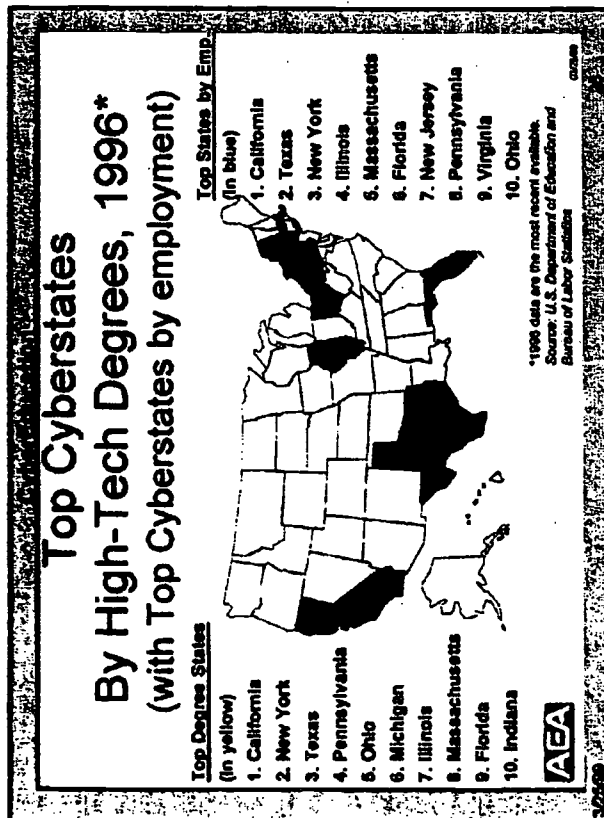 Top Cyberstates
By High-Tech Degrees, 1996*
(with Top Cyberstates by employment)
Top Degree States
(in yellow)
1. California
2. New York
3. Texas
4. Pennsylvania
5. Ohio
6. Michigan
7. Illinois
8. Massachusetts
9. Florida
10. Indiana
Top States by Emp.
(in blue)
1. California
2. Texas
3. New York
4. Illinois
5. Massachusetts
6. Florida
7. New Jersey
8. Pennsylvania
9. Virginia
10. Ohio
*1996 data are the most recent available.
Source: U.S. Department of Education and
Bureau of Labor Statistics
AEA